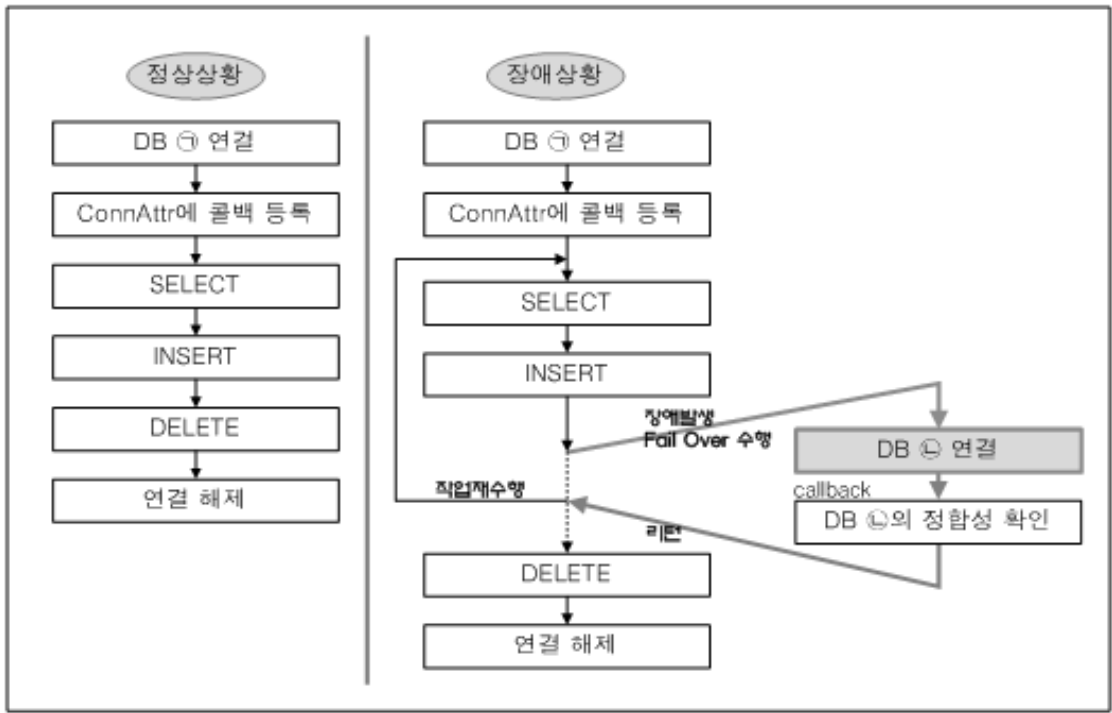 정상상황
DB ㉠ 연결
ConnAttr에 콜백 등록
SELECT
INSERT
DELETE
연결 해제
장애상황
DB ㉠ 연결
ConnAttr에 콜백 등록
SELECT
INSERT
장애발생
Fail Over 수행
DB ㉡ 연결
callback
DB ㉡의 정합성 확인
작업재수행
리턴
DELETE
연결 해제